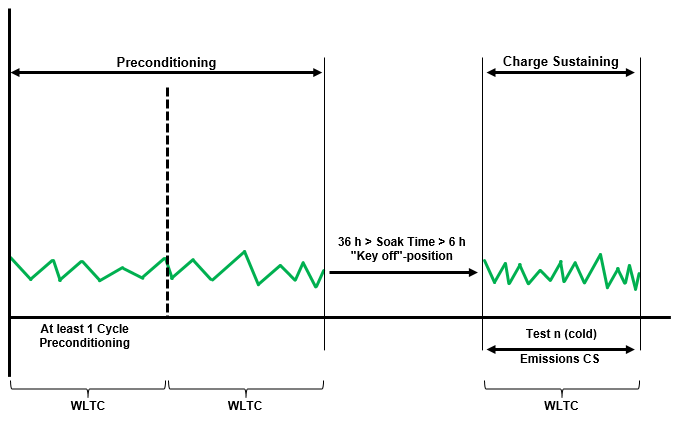 Preconditioning
Charge Sustaining
36 h > Soak Time > 6 h
"Key off"-position
At least 1 Cycle
Preconditioning
Test n (cold)
Emissions CS
WLTC
WLTC
WLTC